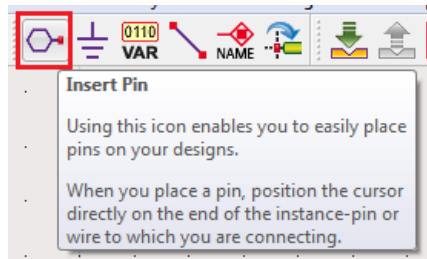 0110
VAR
NAME
Insert Pin
Using this icon enables you to easily place
pins on your designs.
When you place a pin, position the cursor
directly on the end of the instance-pin or
wire to which you are connecting.